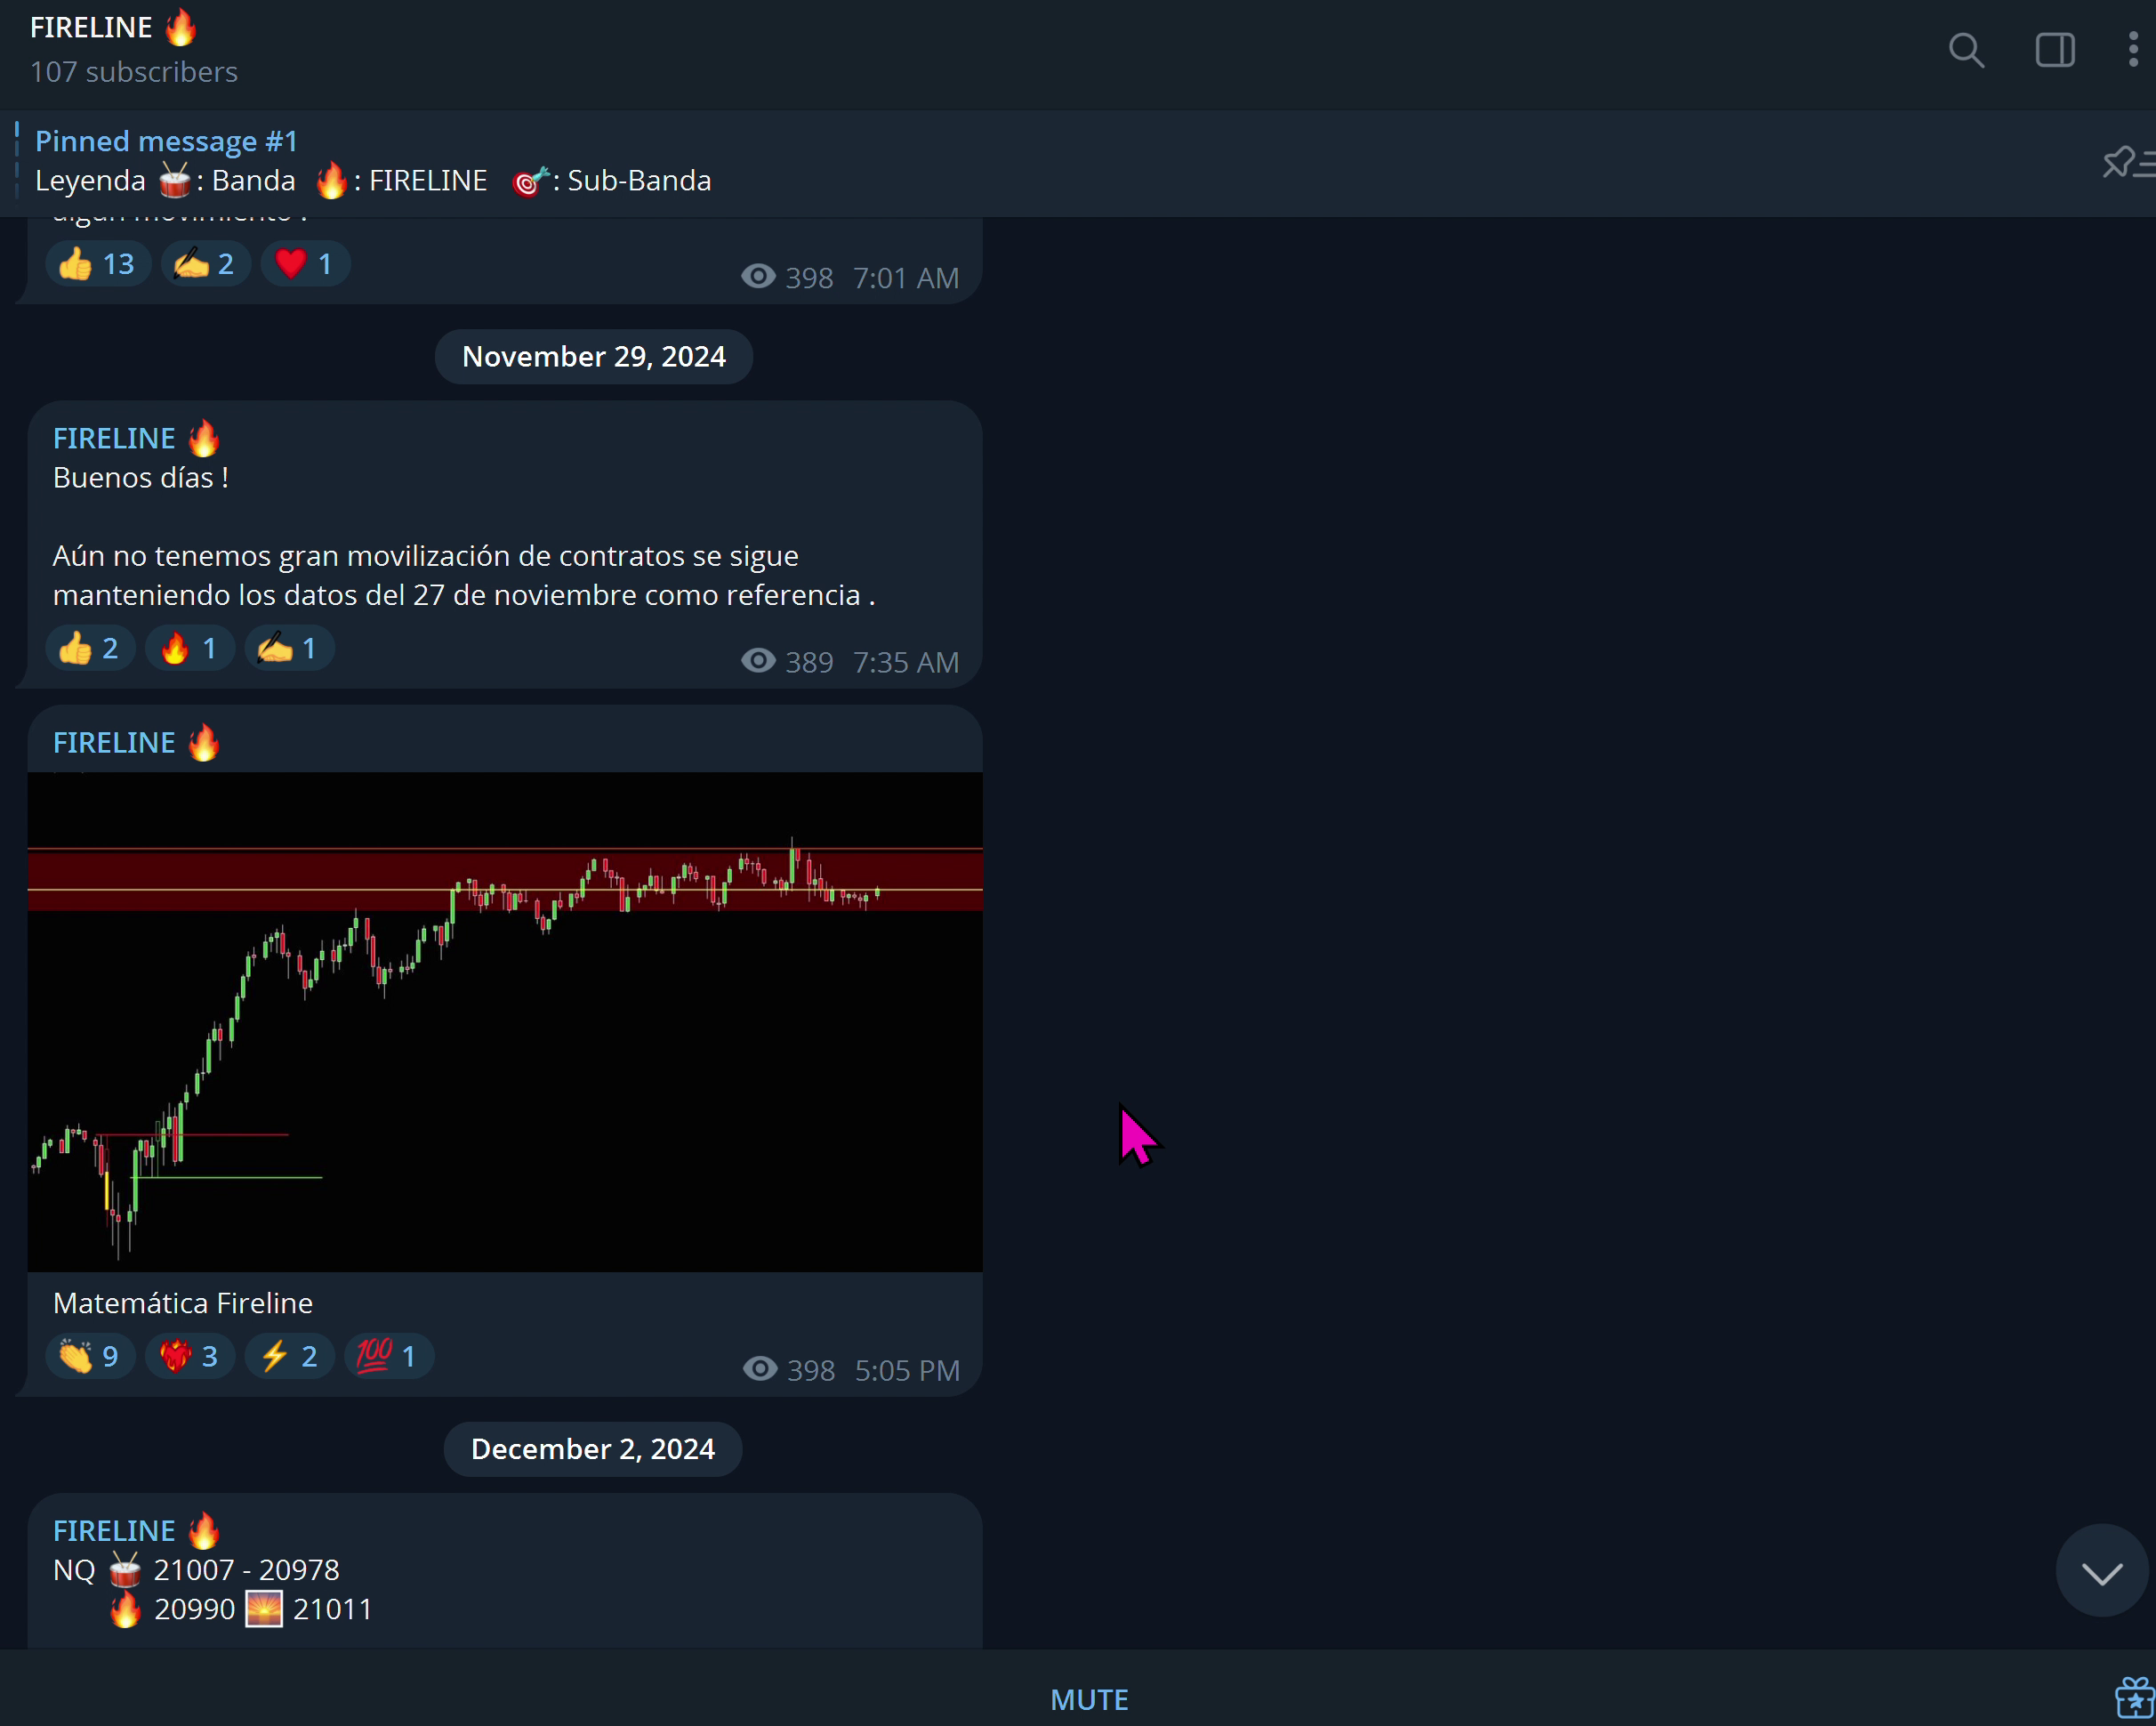 FIRELINE 🔥
107 subscribers
Pinned message #1
Leyenda 🥁: Banda 🔥: FIRELINE 🎯: Sub-Banda
algún movimiento .
👍 13 ✍ 2 ❤ 1 398 7:01 AM
November 29, 2024
FIRELINE 🔥
Buenos días !
Aún no tenemos gran movilización de contratos se sigue
manteniendo los datos del 27 de noviembre como referencia .
👍 2 🔥 1 ✍ 1 389 7:35 AM
FIRELINE 🔥
Matemática Fireline
👏 9 ❤‍🔥 3 ⚡ 2 💯 1 398 5:05 PM
December 2, 2024
FIRELINE 🔥
NQ 🥁 21007 - 20978
🔥 20990 🌅 21011
MUTE